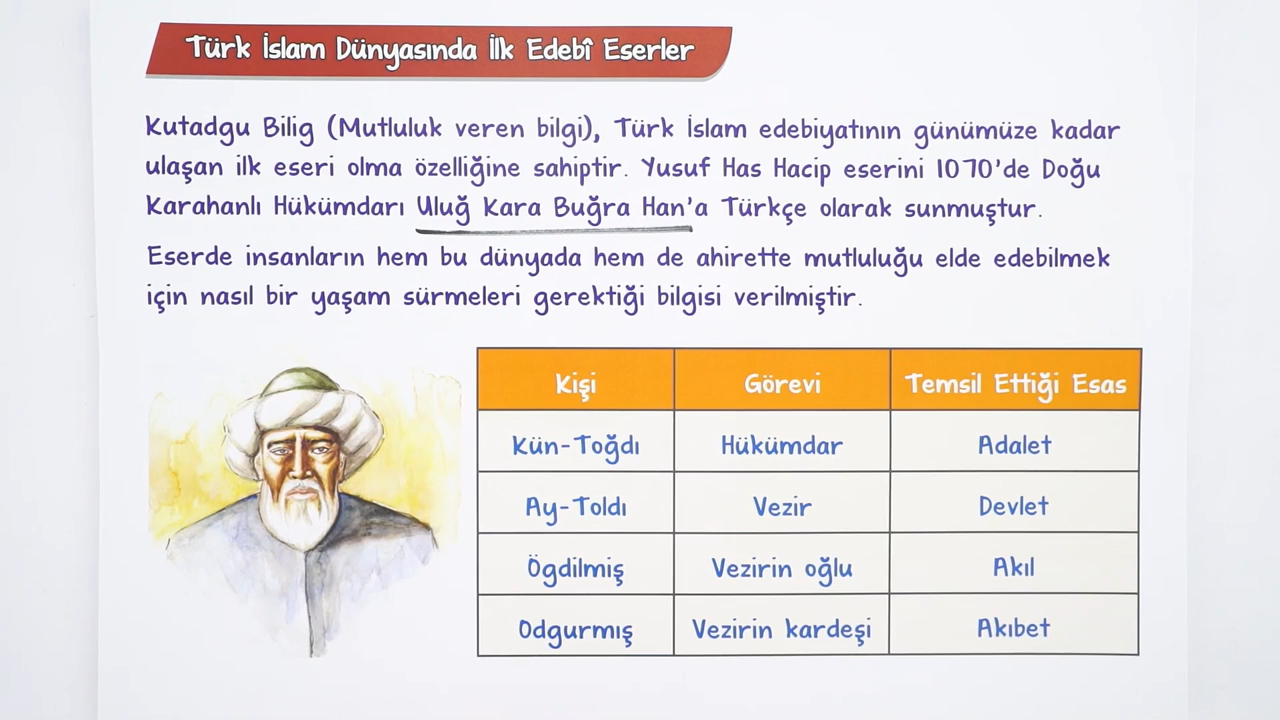 Türk İslam Dünyasında İlk Edebî Eserler
Kutadgu Bilig (Mutluluk veren bilgi), Türk İslam edebiyatının günümüze kadar
ulaşan ilk eseri olma özelliğine sahiptir. Yusuf Has Hacip eserini 1070'de Doğu
Karahanlı Hükümdarı Uluğ Kara Buğra Han'a Türkçe olarak sunmuştur.
Eserde insanların hem bu dünyada hem de ahirette mutluluğu elde edebilmek
için nasıl bir yaşam sürmeleri gerektiği bilgisi verilmiştir.
Kişi Görevi Temsil Ettiği Esas
Kün-Toğdı Hükümdar Adalet
Ay-Toldı Vezir Devlet
Ögdilmiş Vezirin oğlu Akıl
Odgurmış Vezirin kardeşi Akıbet